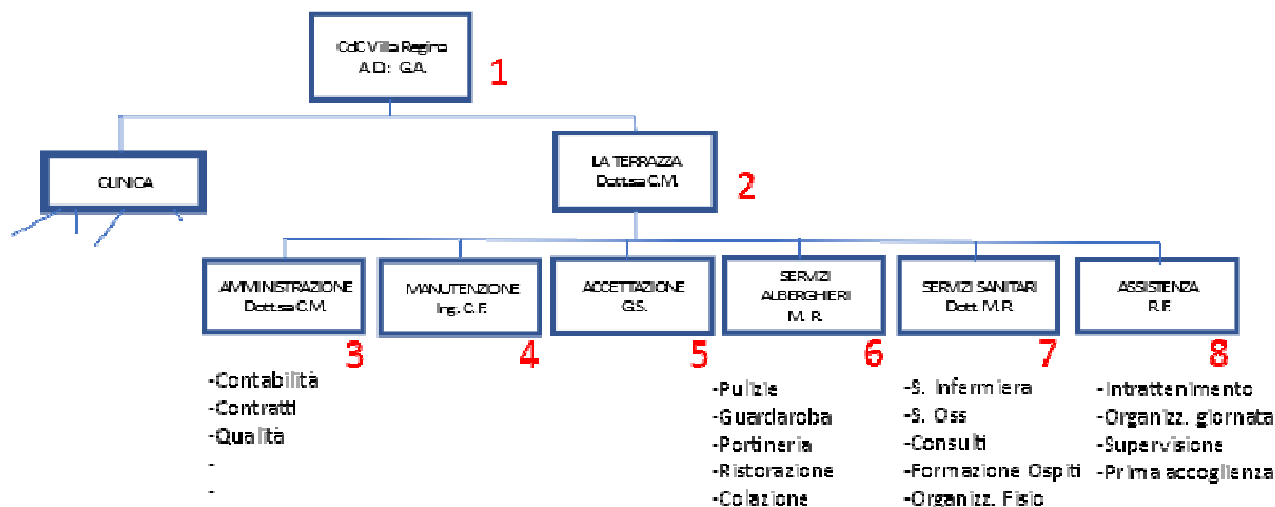 CdC Villa Regina
A.D: G.A.
1
CLINICA
LA TERRAZZA
Dott.ssa C.M.
2
AMMINISTRAZIONE
Dott.ssa C.M.
3
MANUTENZIONE
Ing. C. F.
4
ACCETTAZIONE
G.S.
5
SERVIZI
ALBERGHIERI
M. R.
6
SERVIZI SANITARI
Dott. M. R.
7
ASSISTENZA
R.F.
8
-Contabilità
-Contratti
-Qualità
-
-
-Pulizie
-Guardaroba
-Portineria
-Ristorazione
-Colazione
-S. Infermiera
-S. Oss
-Consulti
-Formazione Ospiti
-Organizz. Fisio
-Intrattenimento
-Organizz. giornata
-Supervisione
-Prima accoglienza